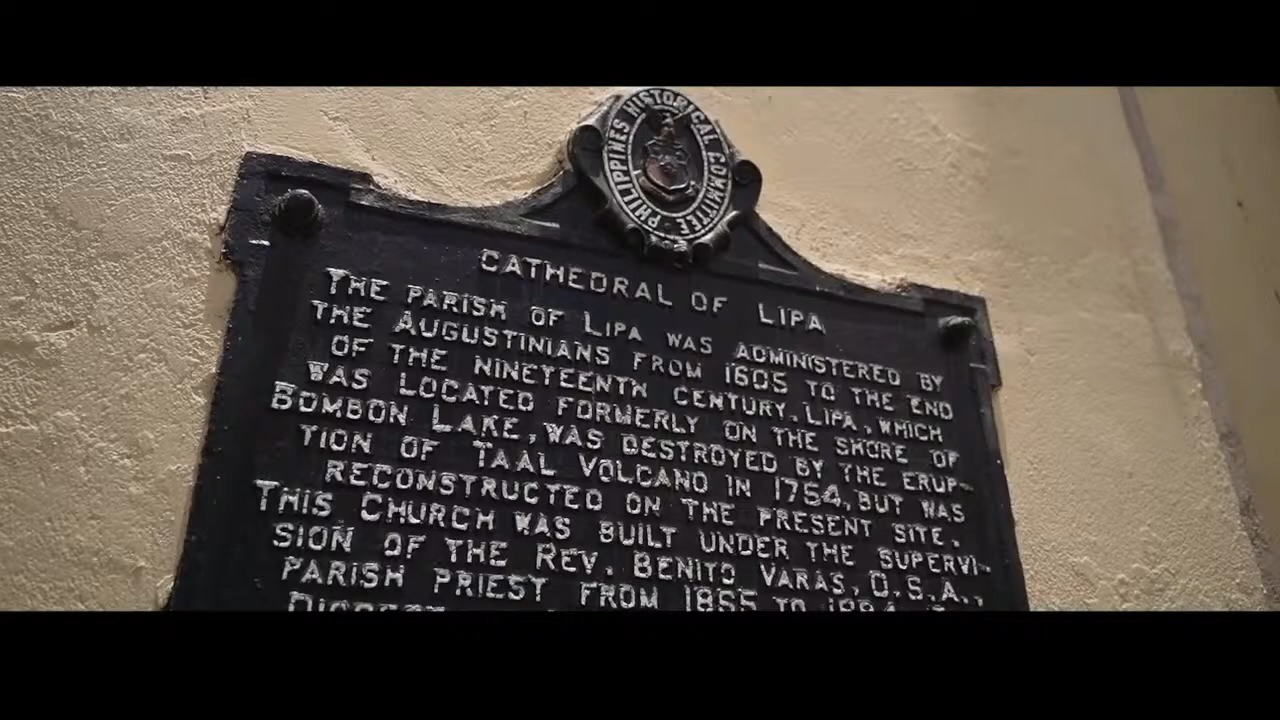 PHILIPPINES HISTORICAL COMMITTEE
CATHEDRAL OF LIPA
THE PARISH OF LIPA WAS ADMINISTERED BY
THE AUGUSTINIANS FROM 1605 TO THE END
OF THE NINETEENTH CENTURY. LIPA, WHICH
WAS LOCATED FORMERLY ON THE SHORE OF
BOMBON LAKE, WAS DESTROYED BY THE ERUP-
TION OF TAAL VOLCANO IN 1754, BUT WAS
RECONSTRUCTED ON THE PRESENT SITE.
THIS CHURCH WAS BUILT UNDER THE SUPERVI-
SION OF THE REV. BENITO VARAS, O.S.A.,
PARISH PRIEST FROM 1865 TO